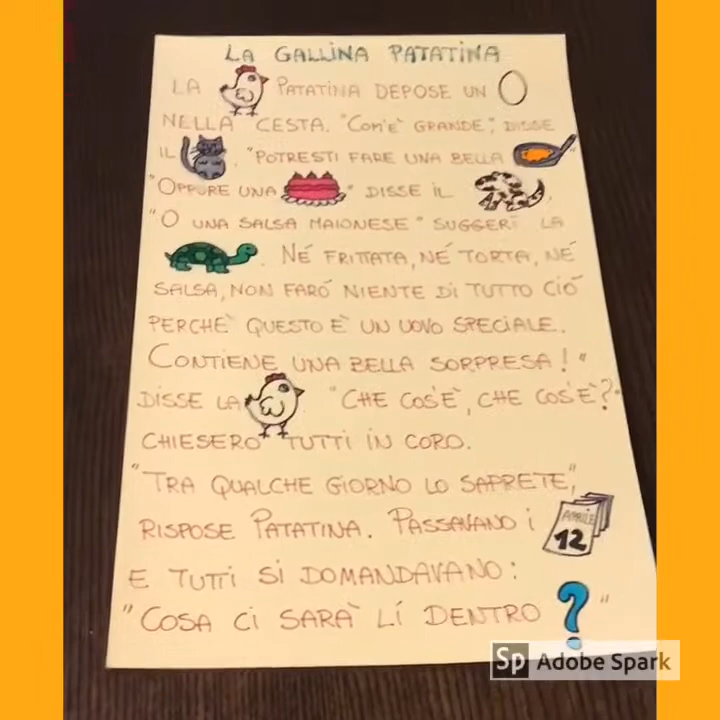 LA GALLINA PATATINA
LA PATATINA DEPOSE UN
NELLA CESTA. "COM'È GRANDE", DISSE
IL . "POTRESTI FARE UNA BELLA "
"OPPURE UNA " DISSE IL
"O UNA SALSA MAIONESE" SUGGERÌ LA
. NÉ FRITTATA, NÉ TORTA, NÉ
SALSA, NON FARÓ NIENTE DI TUTTO CIÓ
PERCHÈ QUESTO È UN UOVO SPECIALE.
CONTIENE UNA BELLA SORPRESA!"
DISSE LA "CHE COS'È, CHE COS'È?"
CHIESERO TUTTI IN CORO.
"TRA QUALCHE GIORNO LO SAPRETE",
RISPOSE PATATINA. PASSAVANO I APRILE 12
E TUTTI SI DOMANDAVANO:
"COSA CI SARÀ LÍ DENTRO ?"
Sp Adobe Spark